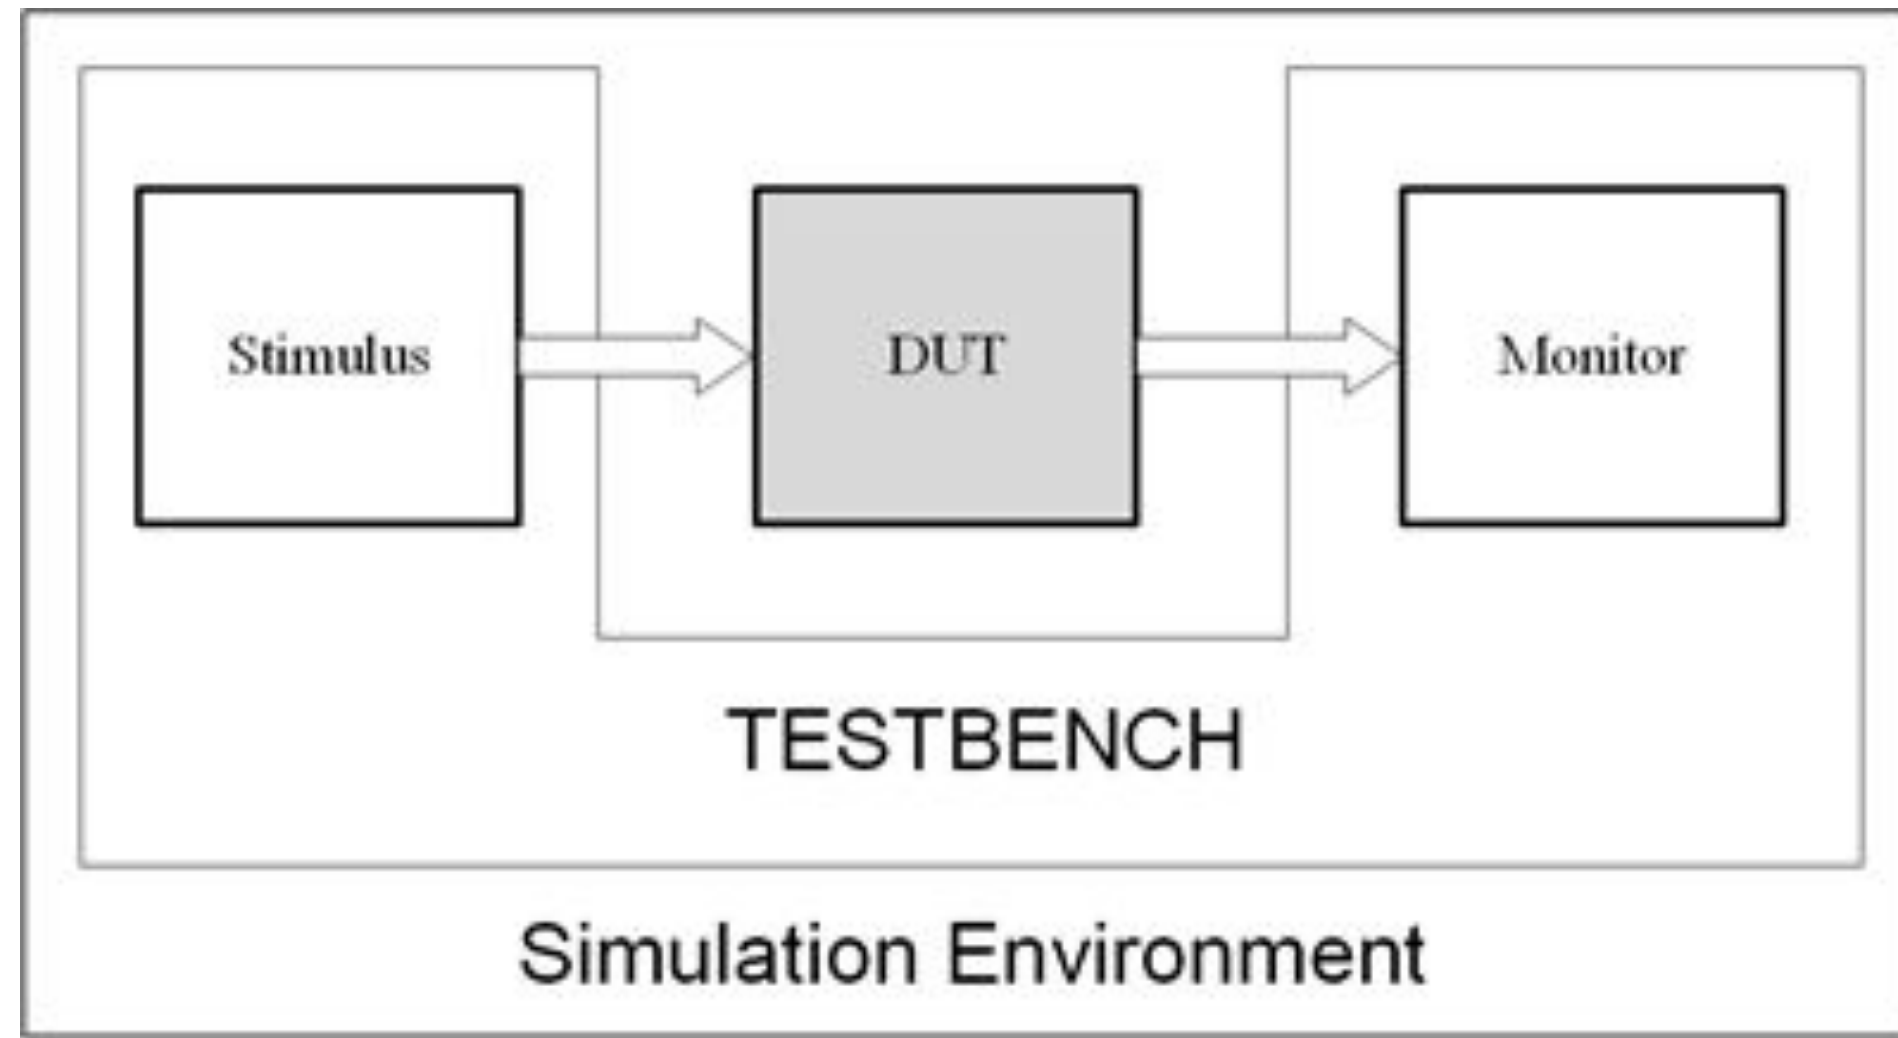 Stimulus
DUT
Monitor
TESTBENCH
Simulation Environment